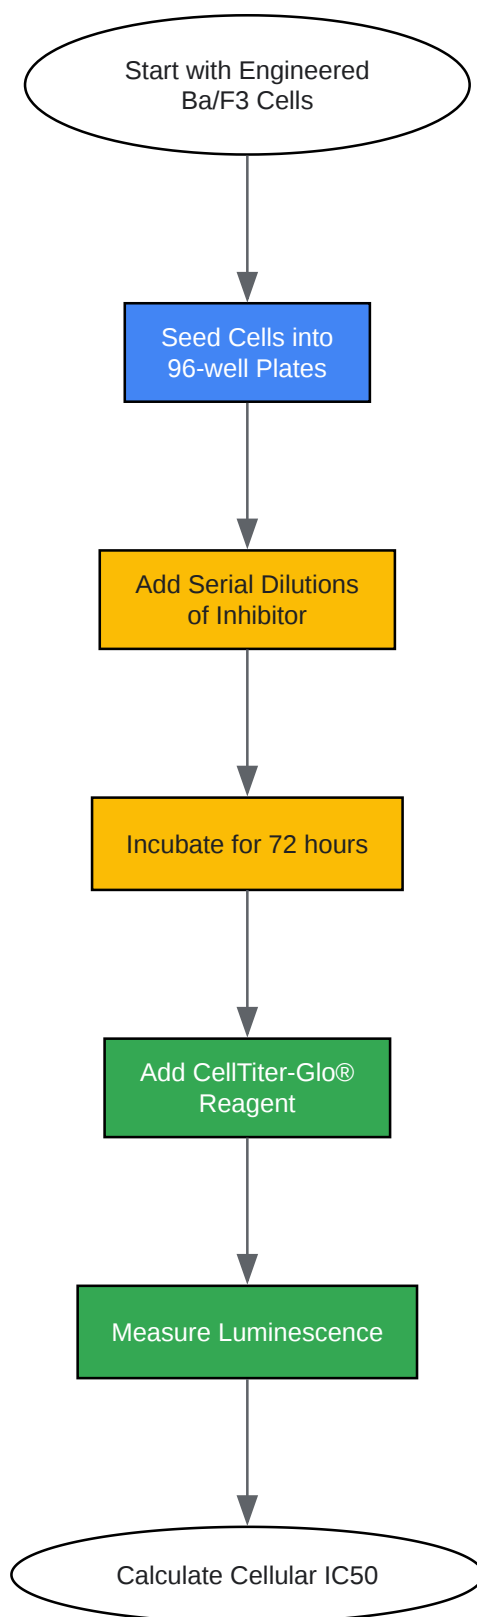 Start with Engineered
Ba/F3 Cells
Seed Cells into
96-well Plates
Add Serial Dilutions
of Inhibitor
Incubate for 72 hours
Add CellTiter-Glo®
Reagent
Measure Luminescence
Calculate Cellular IC50